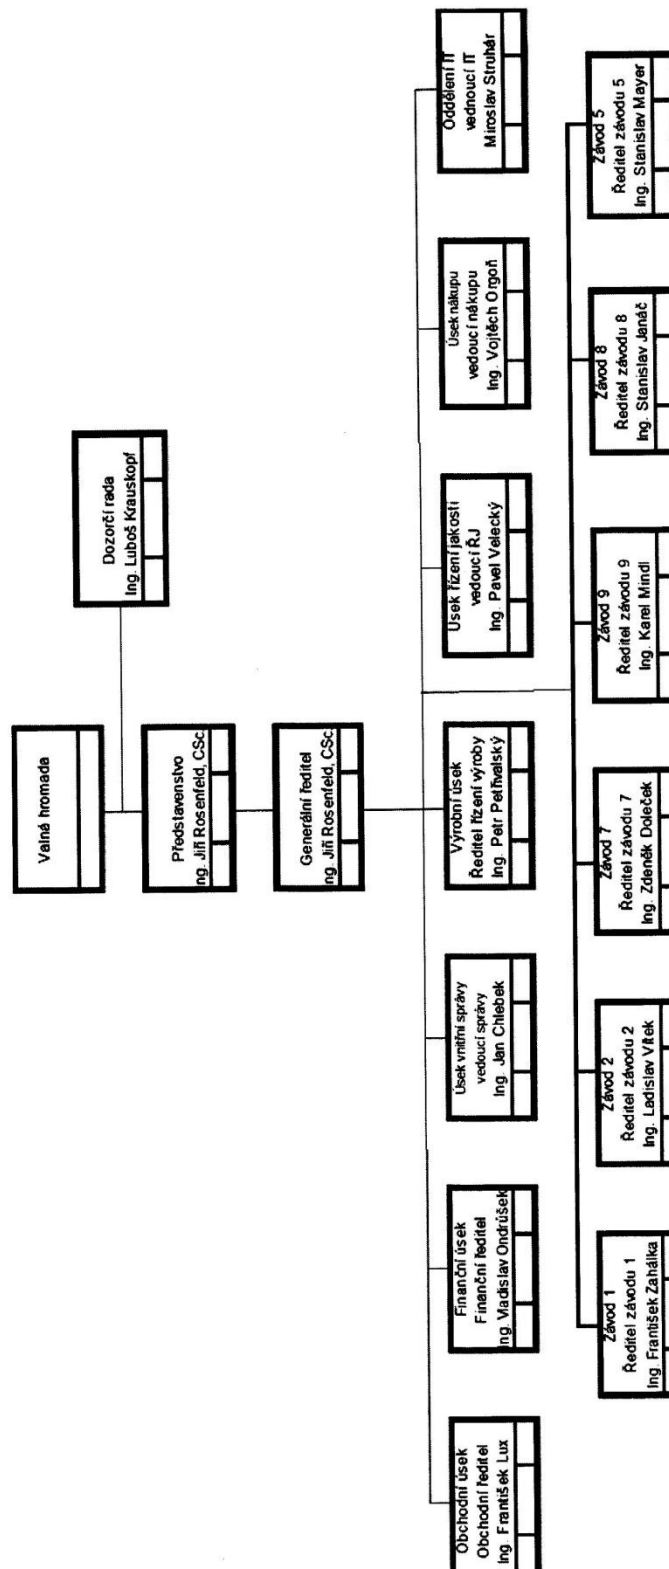 Valná hromada
Dozorčí rada
Ing. Luboš Krauskopf
Představenstvo
ng. Jiří Rosenfeld, CSc.
Generální ředitel
ng. Jiří Rosenfeld, CSc.
Obchodní úsek
Obchodní ředitel
Ing. František Lux
Finanční úsek
Finanční ředitel
Ing. Vladislav Ondrůšek
Úsek vnitřní správy
vedoucí správy
Ing. Jan Chlebek
Výrobní úsek
Ředitel řízení výroby
Ing. Petr Petřivalský
Úsek řízení jakosti
vedoucí ŘJ
Ing. Pavel Velecký
Úsek nákupu
vedoucí nákupu
Ing. Vojtěch Orgoň
Oddělení IT
vednoucí IT
Miroslav Struhár
Závod 1
Ředitel závodu 1
Ing. František Zahálka
Závod 2
Ředitel závodu 2
Ing. Ladislav Vítek
Závod 7
Ředitel závodu 7
Ing. Zdeněk Doleček
Závod 9
Ředitel závodu 9
Ing. Karel Mindl
Závod 8
Ředitel závodu 8
Ing. Stanislav Janáč
Závod 5
Ředitel závodu 5
Ing. Stanislav Mayer